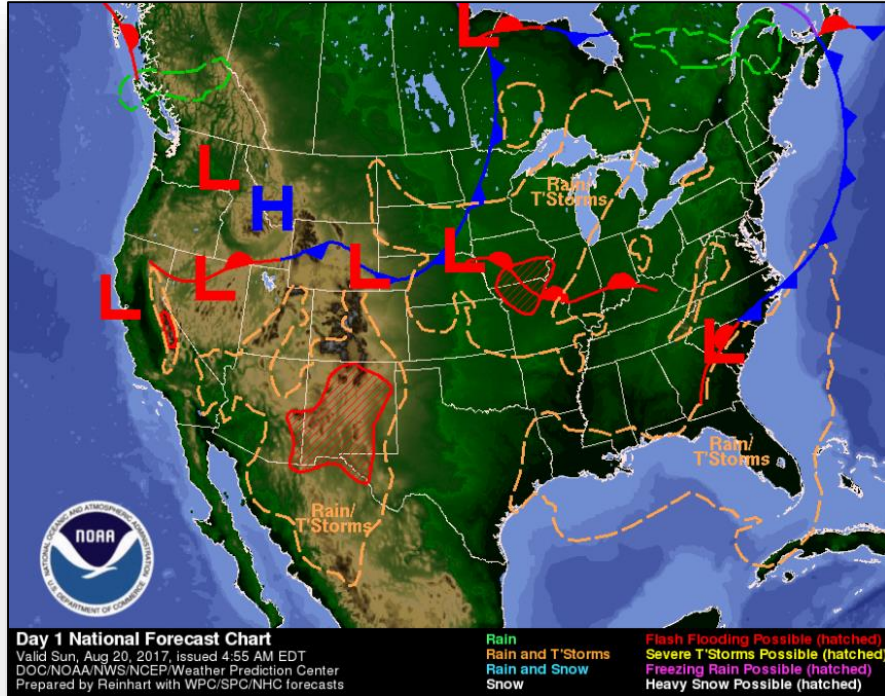 L
L
H
L
L
L
L
L
Rain/
T'Storms
Rain/
T'Storms
Rain/
T'Storms
NATIONAL OCEANIC AND ATMOSPHERIC ADMINISTRATION
NOAA
U.S. DEPARTMENT OF COMMERCE
Day 1 National Forecast Chart
Valid Sun, Aug 20, 2017, issued 4:55 AM EDT
DOC/NOAA/NWS/NCEP/Weather Prediction Center
Prepared by Reinhart with WPC/SPC/NHC forecasts
Rain
Rain and T'Storms
Rain and Snow
Snow
Flash Flooding Possible (hatched)
Severe T'Storms Possible (hatched)
Freezing Rain Possible (hatched)
Heavy Snow Possible (hatched)